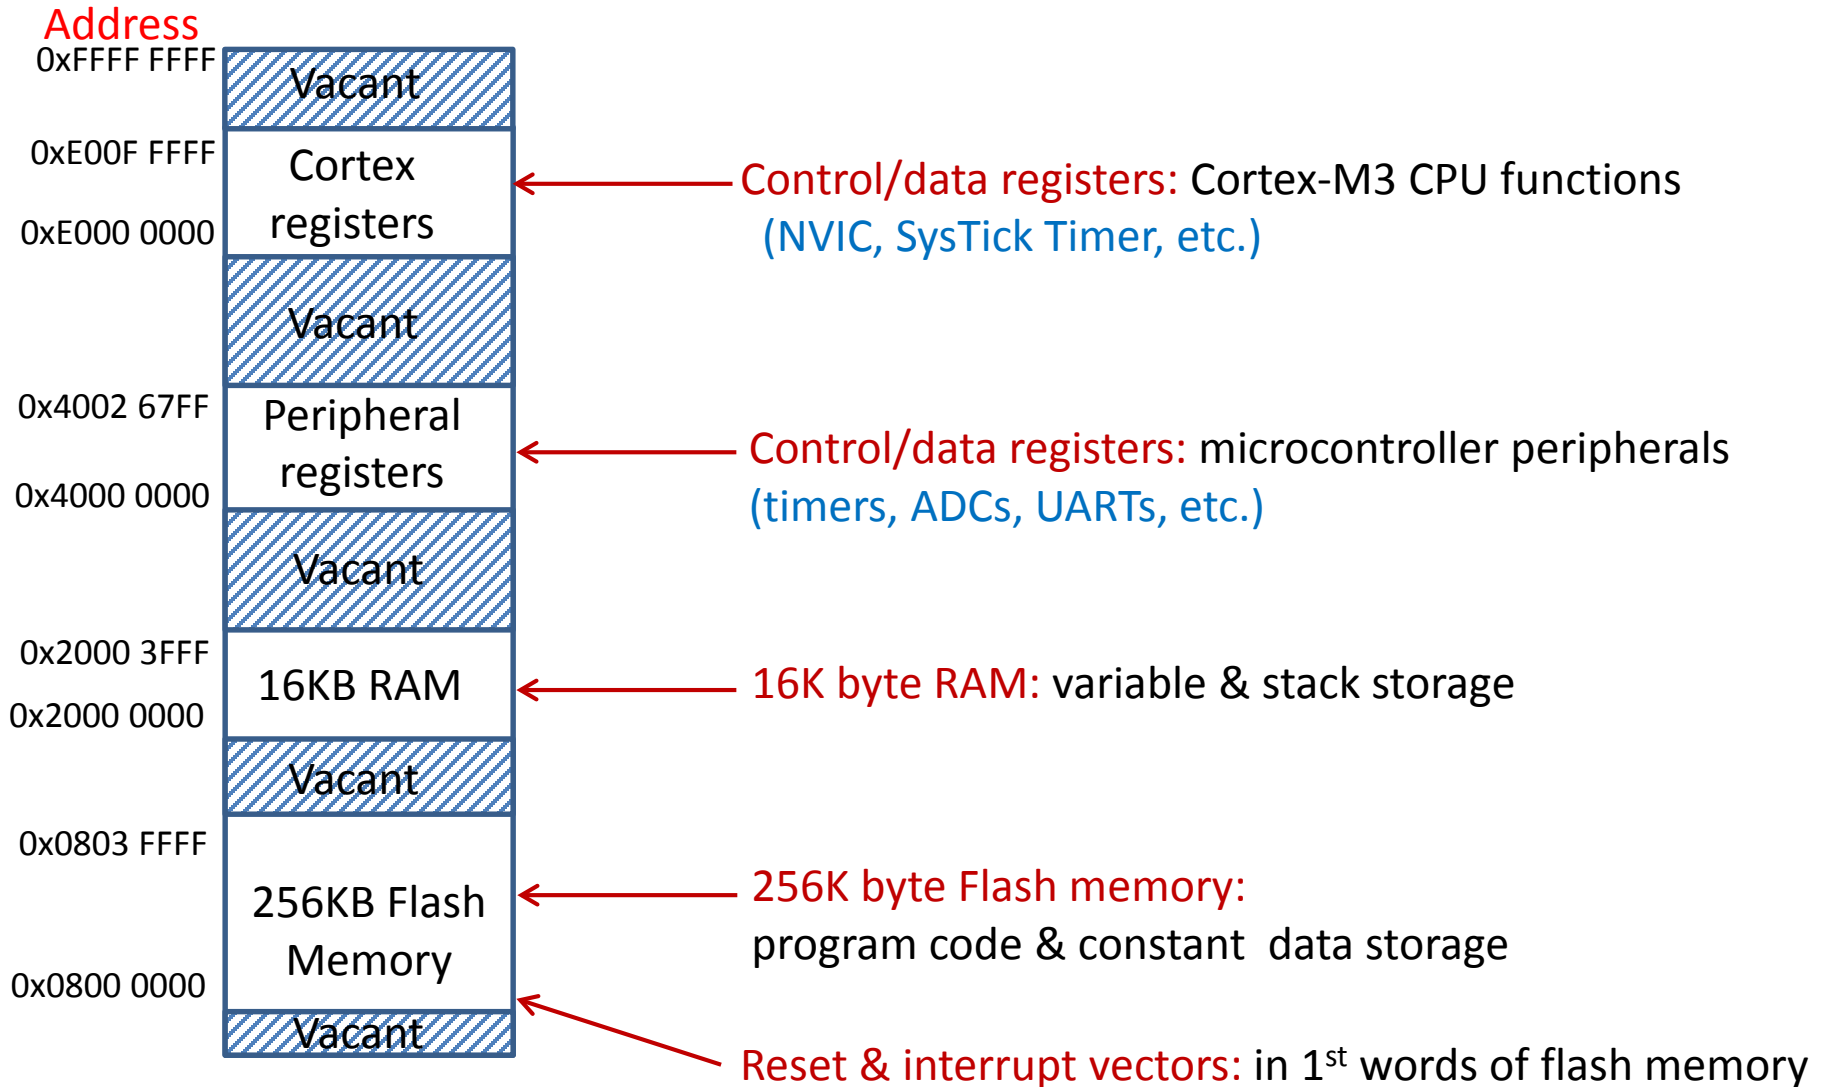 Address
0xFFFF FFFF
Vacant
0xE00F FFFF
Cortex
registers
0xE000 0000
Control/data registers: Cortex-M3 CPU functions
(NVIC, SysTick Timer, etc.)
Vacant
0x4002 67FF
Peripheral
registers
0x4000 0000
Control/data registers: microcontroller peripherals
(timers, ADCs, UARTs, etc.)
Vacant
0x2000 3FFF
16KB RAM
0x2000 0000
16K byte RAM: variable & stack storage
Vacant
0x0803 FFFF
256KB Flash
Memory
0x0800 0000
256K byte Flash memory:
program code & constant data storage
Vacant
Reset & interrupt vectors: in 1st words of flash memory